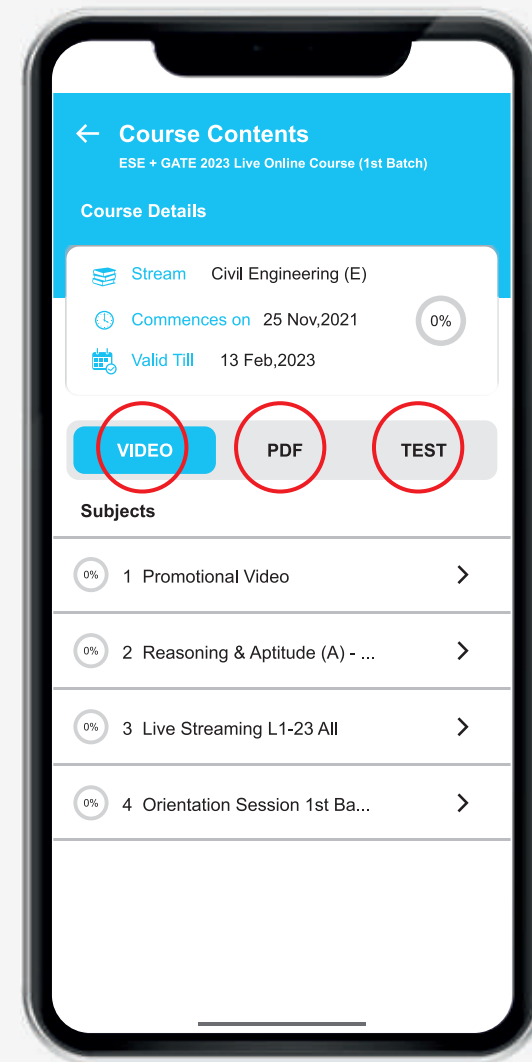 Course Contents
ESE + GATE 2023 Live Online Course (1st Batch)
Course Details
Stream Civil Engineering (E)
Commences on 25 Nov,2021
0%
Valid Till 13 Feb,2023
VIDEO PDF TEST
Subjects
0% 1 Promotional Video
0% 2 Reasoning & Aptitude (A) - ...
0% 3 Live Streaming L1-23 All
0% 4 Orientation Session 1st Ba...